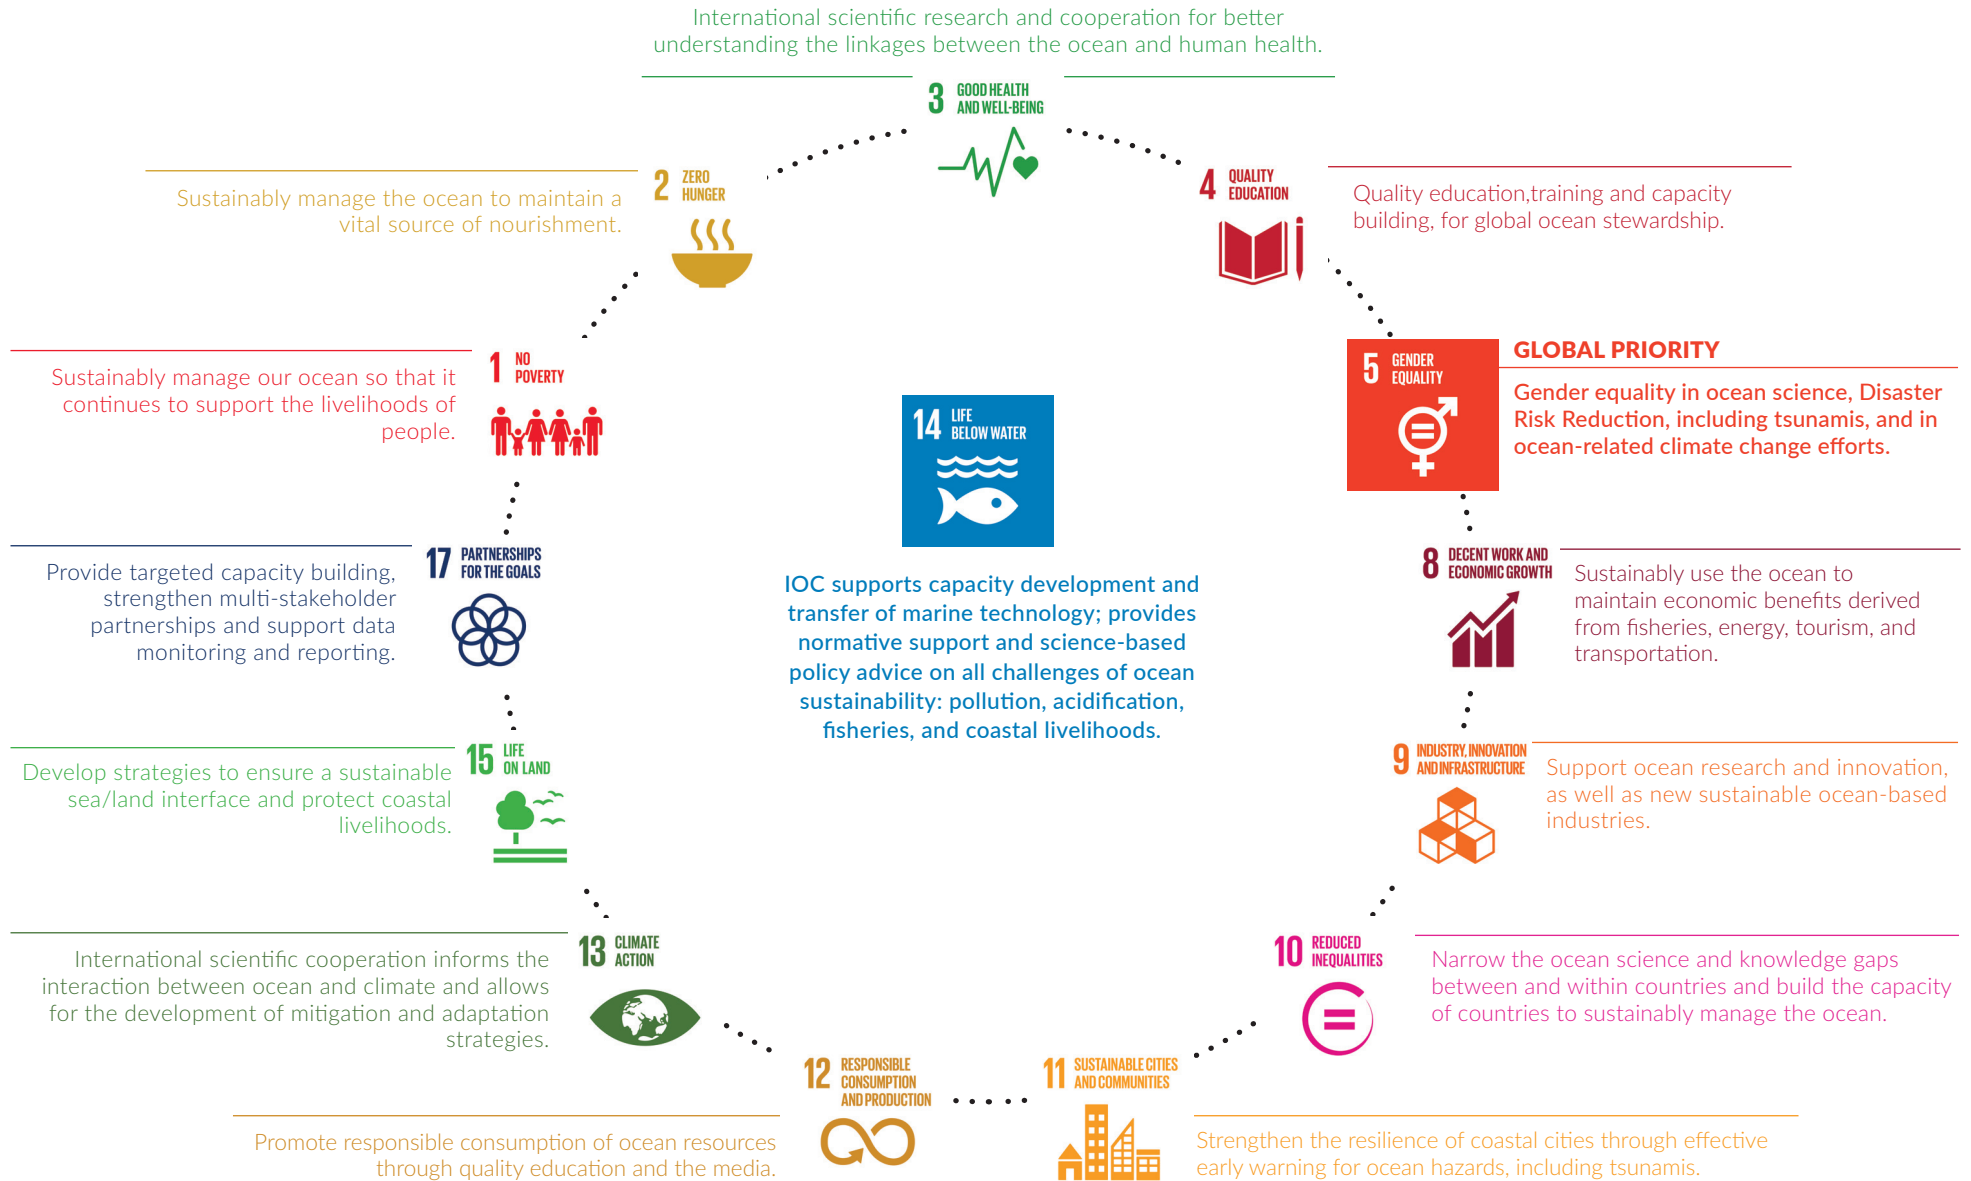 International scientific research and cooperation for better
understanding the linkages between the ocean and human health.
3 GOOD HEALTH
AND WELL-BEING
2 ZERO
HUNGER
Sustainably manage the ocean to maintain a
vital source of nourishment.
4 QUALITY
EDUCATION
Quality education,training and capacity
building, for global ocean stewardship.
1 NO
POVERTY
Sustainably manage our ocean so that it
continues to support the livelihoods of
people.
5 GENDER
EQUALITY
GLOBAL PRIORITY
Gender equality in ocean science, Disaster
Risk Reduction, including tsunamis, and in
ocean-related climate change efforts.
14 LIFE
BELOW WATER
IOC supports capacity development and
transfer of marine technology; provides
normative support and science-based
policy advice on all challenges of ocean
sustainability: pollution, acidification,
fisheries, and coastal livelihoods.
17 PARTNERSHIPS
FOR THE GOALS
Provide targeted capacity building,
strengthen multi-stakeholder
partnerships and support data
monitoring and reporting.
8 DECENT WORK AND
ECONOMIC GROWTH
Sustainably use the ocean to
maintain economic benefits derived
from fisheries, energy, tourism, and
transportation.
15 LIFE
ON LAND
Develop strategies to ensure a sustainable
sea/land interface and protect coastal
livelihoods.
9 INDUSTRY, INNOVATION
AND INFRASTRUCTURE
Support ocean research and innovation,
as well as new sustainable ocean-based
industries.
13 CLIMATE
ACTION
International scientific cooperation informs the
interaction between ocean and climate and allows
for the development of mitigation and adaptation
strategies.
10 REDUCED
INEQUALITIES
Narrow the ocean science and knowledge gaps
between and within countries and build the capacity
of countries to sustainably manage the ocean.
12 RESPONSIBLE
CONSUMPTION
AND PRODUCTION
Promote responsible consumption of ocean resources
through quality education and the media.
11 SUSTAINABLE CITIES
AND COMMUNITIES
Strengthen the resilience of coastal cities through effective
early warning for ocean hazards, including tsunamis.